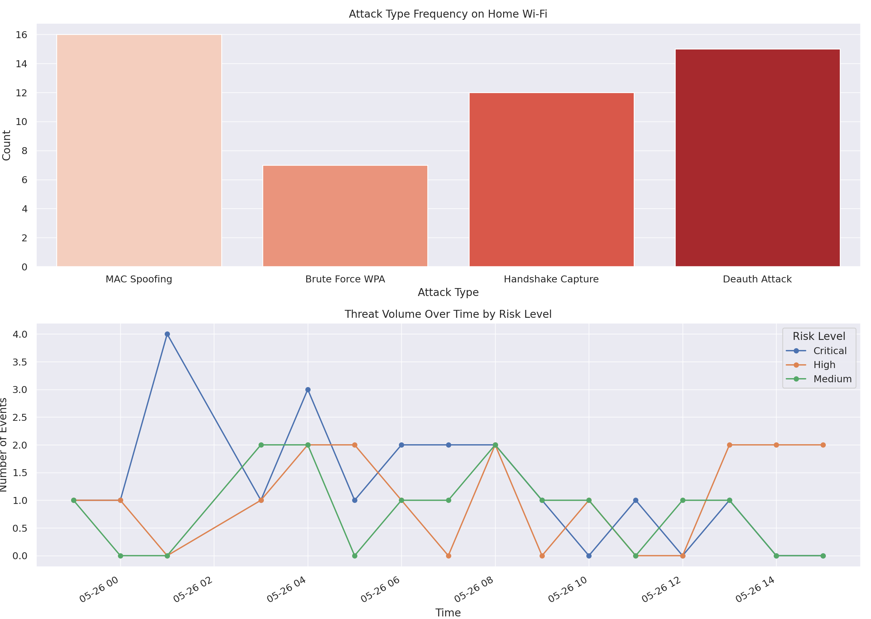 Attack Type Frequency on Home Wi-Fi
16
14
12
10
8
6
4
2
0
Count
MAC Spoofing
Brute Force WPA
Handshake Capture
Deauth Attack
Attack Type
Threat Volume Over Time by Risk Level
4.0
3.5
3.0
2.5
2.0
1.5
1.0
0.5
0.0
Number of Events
Risk Level
Critical
High
Medium
05-26 00
05-26 02
05-26 04
05-26 06
05-26 08
05-26 10
05-26 12
05-26 14
Time